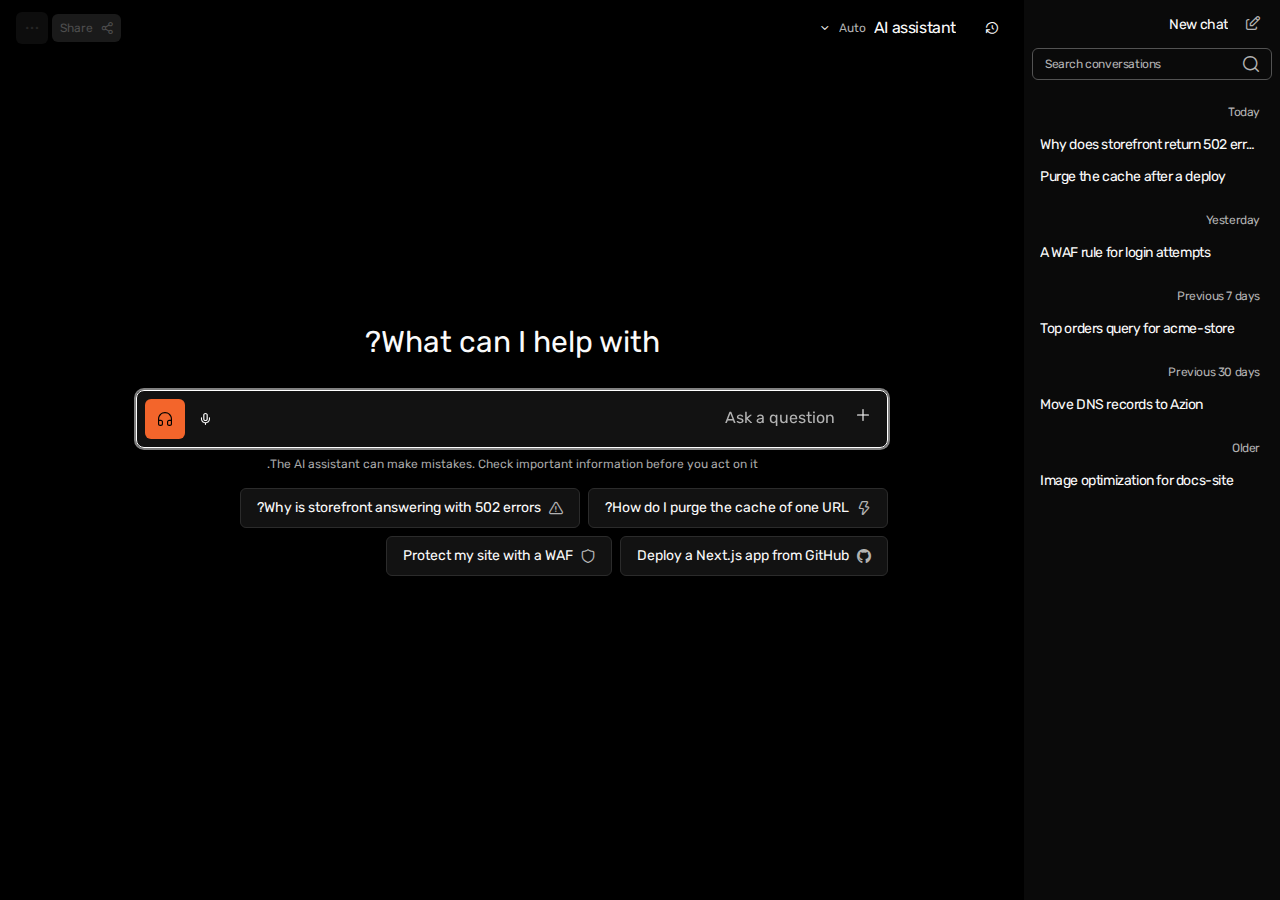 Share
Auto
AI assistant
New chat
Search conversations
Today
Why does storefront return 502 err...
Purge the cache after a deploy
Yesterday
A WAF rule for login attempts
Previous 7 days
Top orders query for acme-store
Previous 30 days
Move DNS records to Azion
Older
Image optimization for docs-site
?What can I help with
Ask a question
.The AI assistant can make mistakes. Check important information before you act on it
?How do I purge the cache of one URL
?Why is storefront answering with 502 errors
Deploy a Next.js app from GitHub
Protect my site with a WAF